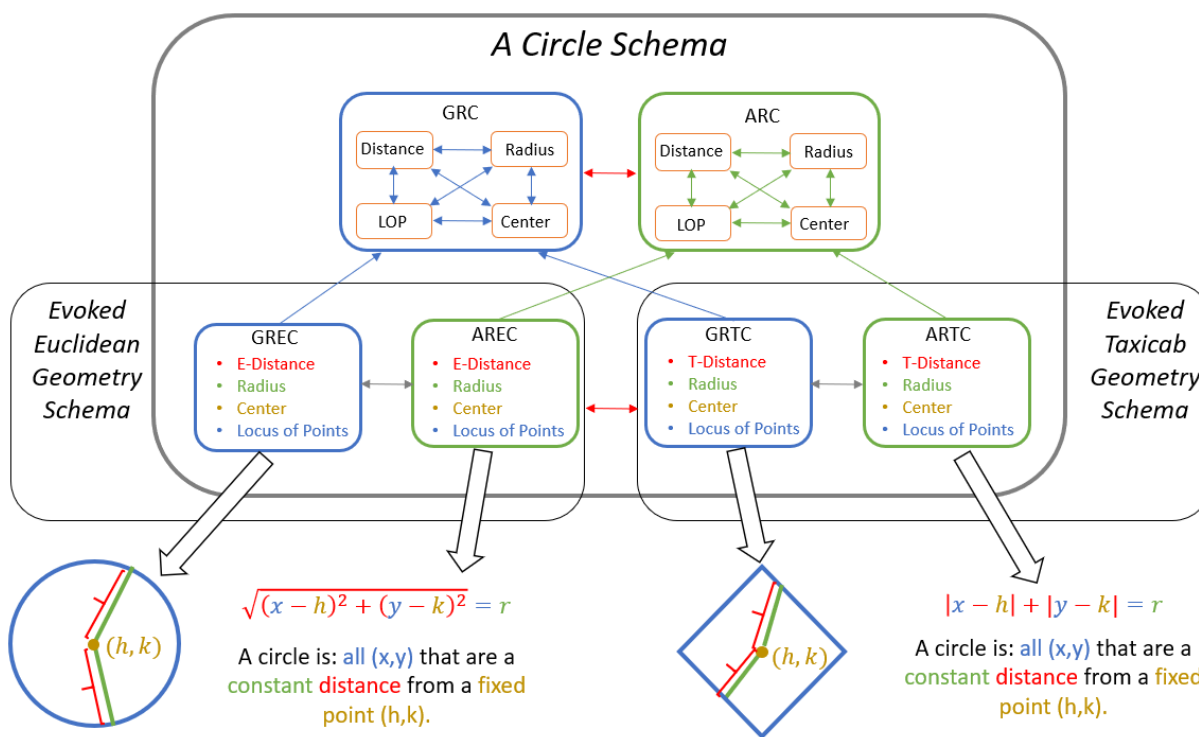 A Circle Schema
GRC
Distance
Radius
LOP
Center
ARC
Distance
Radius
LOP
Center
Evoked
Euclidean
Geometry
Schema
GREC
• E-Distance
• Radius
• Center
• Locus of Points
AREC
• E-Distance
• Radius
• Center
• Locus of Points
GRTC
• T-Distance
• Radius
• Center
• Locus of Points
ARTC
• T-Distance
• Radius
• Center
• Locus of Points
Evoked
Taxicab
Geometry
Schema
(h, k)
√(x − h)² + (y − k)² = r
A circle is: all (x,y) that are a
constant distance from a fixed
point (h,k).
(h, k)
|x − h| + |y − k| = r
A circle is: all (x,y) that are a
constant distance from a fixed
point (h,k).